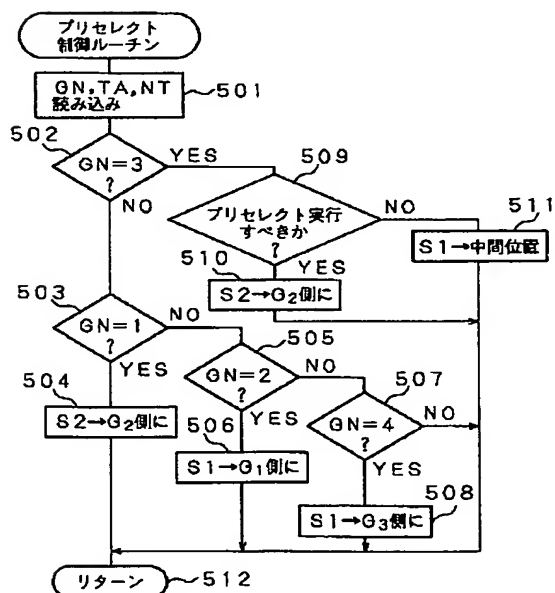 プリセレクト
制御ルーチン
GN,TA,NT
読み込み
501
502
GN=3
?
YES
NO
509
プリセレクト実行
すべきか
?
NO
YES
511
S1→中間位置
510
S2→G₂側に
503
GN=1
?
NO
YES
504
S2→G₂側に
505
GN=2
?
NO
YES
506
S1→G₁側に
507
GN=4
?
NO
YES
S1→G₃側に
508
リターン
512